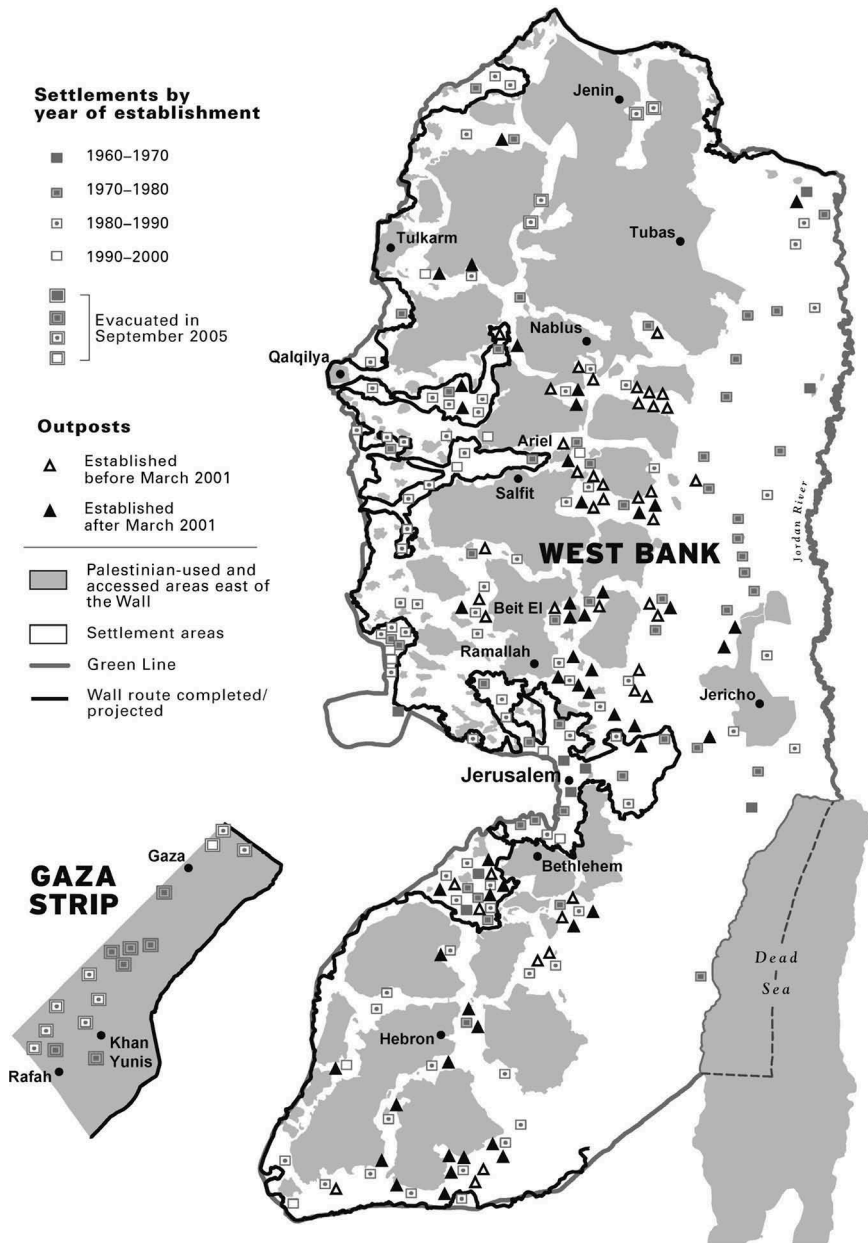 Settlements by
year of establishment
1960–1970
1970–1980
1980–1990
1990–2000
Evacuated in
September 2005
Outposts
Established
before March 2001
Established
after March 2001
Palestinian-used and
accessed areas east of
the Wall
Settlement areas
Green Line
Wall route completed/
projected
Jenin
Tulkarm
Tubas
Nablus
Qalqilya
Ariel
Salfit
WEST BANK
Jordan River
Beit El
Ramallah
Jericho
Jerusalem
Bethlehem
Dead
Sea
Hebron
GAZA
STRIP
Gaza
Khan
Yunis
Rafah